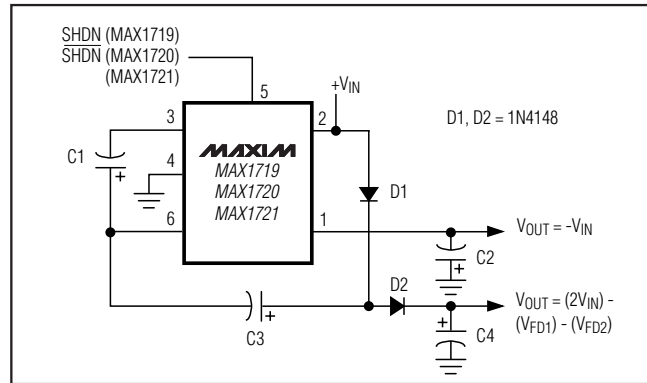 SHDN (MAX1719)
SHDN (MAX1720)
(MAX1721)
+VIN
5
3
2
D1, D2 = 1N4148
C1
+
4
MAXIM
MAX1719
MAX1720
MAX1721
D1
6
1
VOUT = -VIN
C2
+
D2
C3
+
+
C4
VOUT = (2VIN) -
(VFD1) - (VFD2)